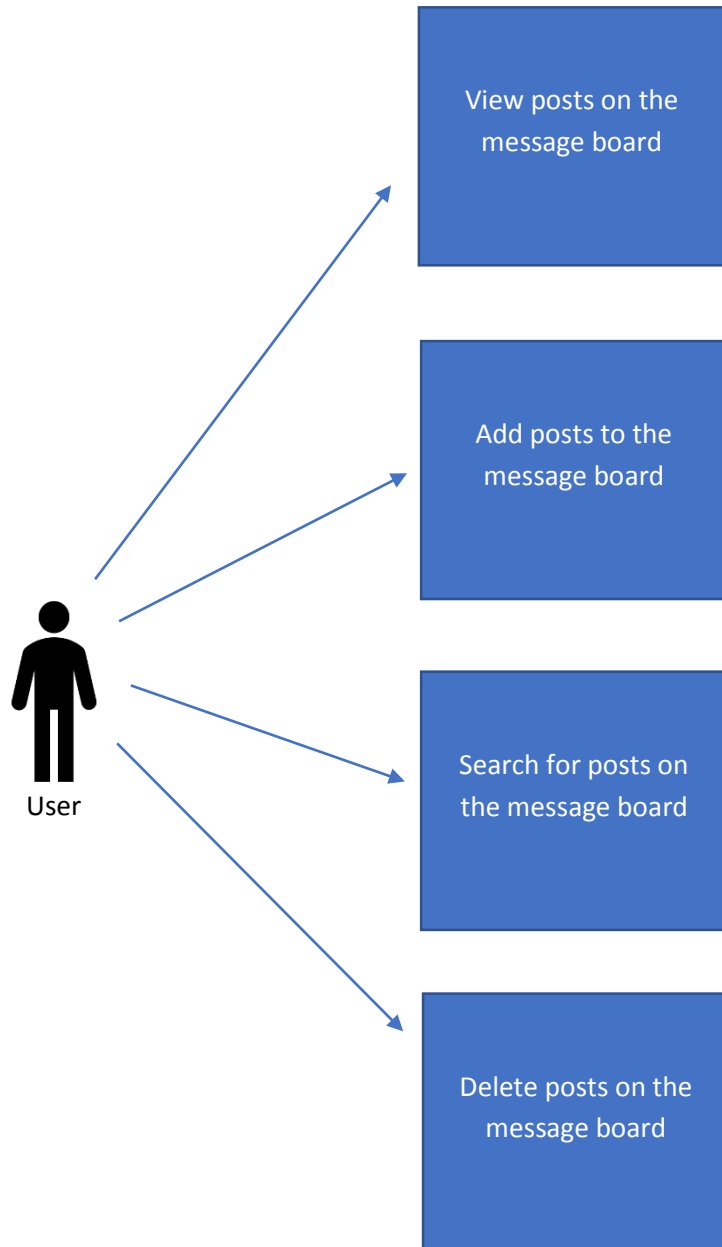 View posts on the
message board
Add posts to the
message board
Search for posts on
the message board
User
Delete posts on the
message board